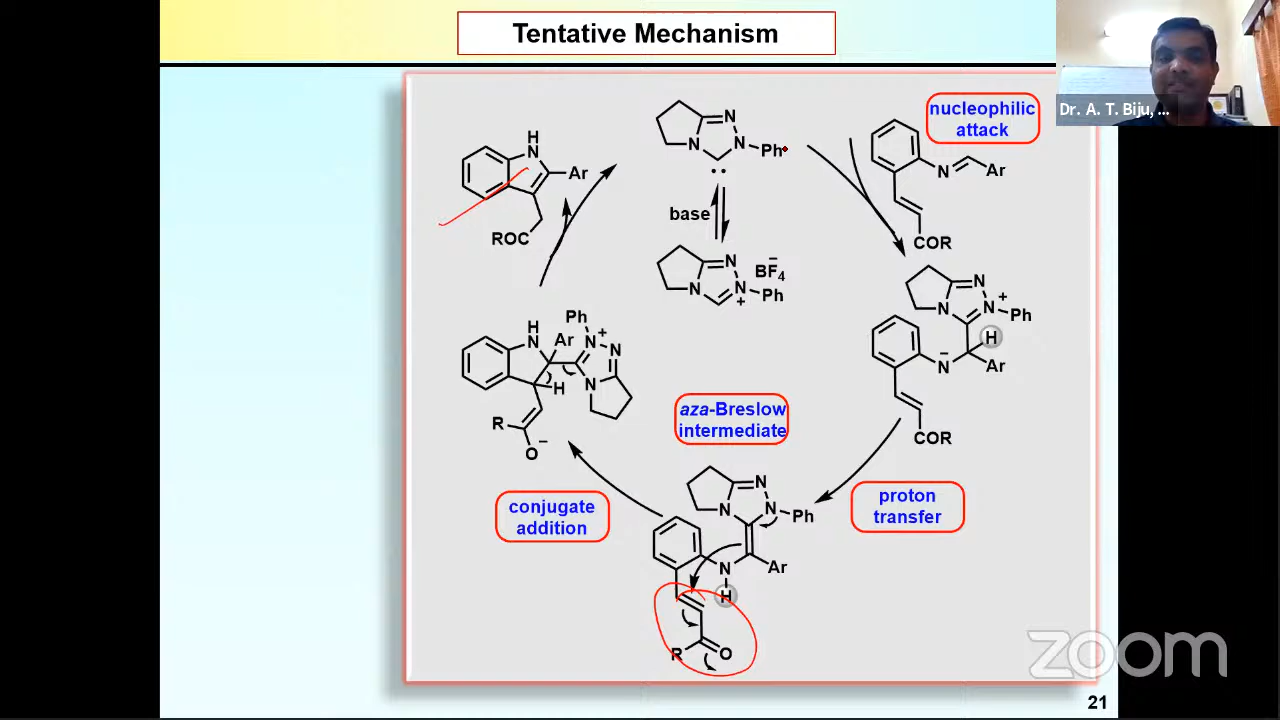 Tentative Mechanism
Dr. A. T. Biju, ...
nucleophilic
attack
N
N
N
Ph
base
N
N
N
+
Ph
BF4
−
N
Ar
COR
H
N
Ar
ROC
N
N
N
+
Ph
H
N
−
Ar
COR
proton
transfer
aza-Breslow
intermediate
N
N
N
Ph
Ar
N
H
R
O
conjugate
addition
H
N
Ar
Ph
N
+
N
N
H
R
O
−
zoom
21